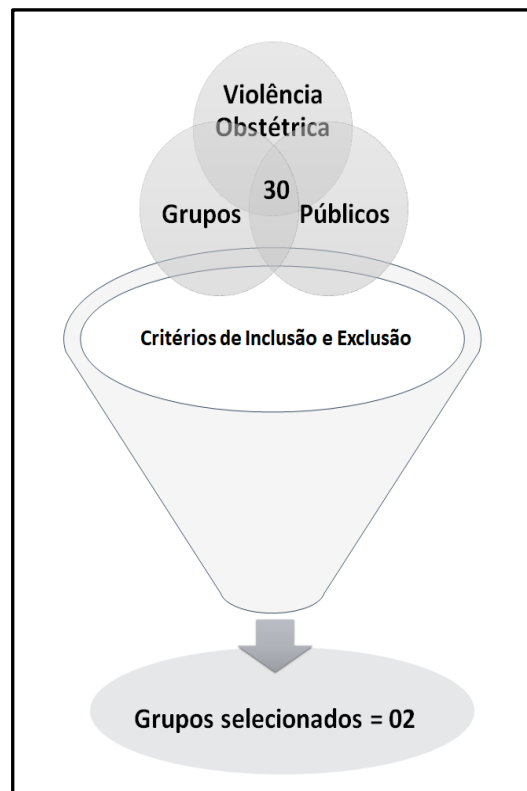 Violência
Obstétrica
30
Grupos
Públicos
Critérios de Inclusão e Exclusão
Grupos selecionados = 02